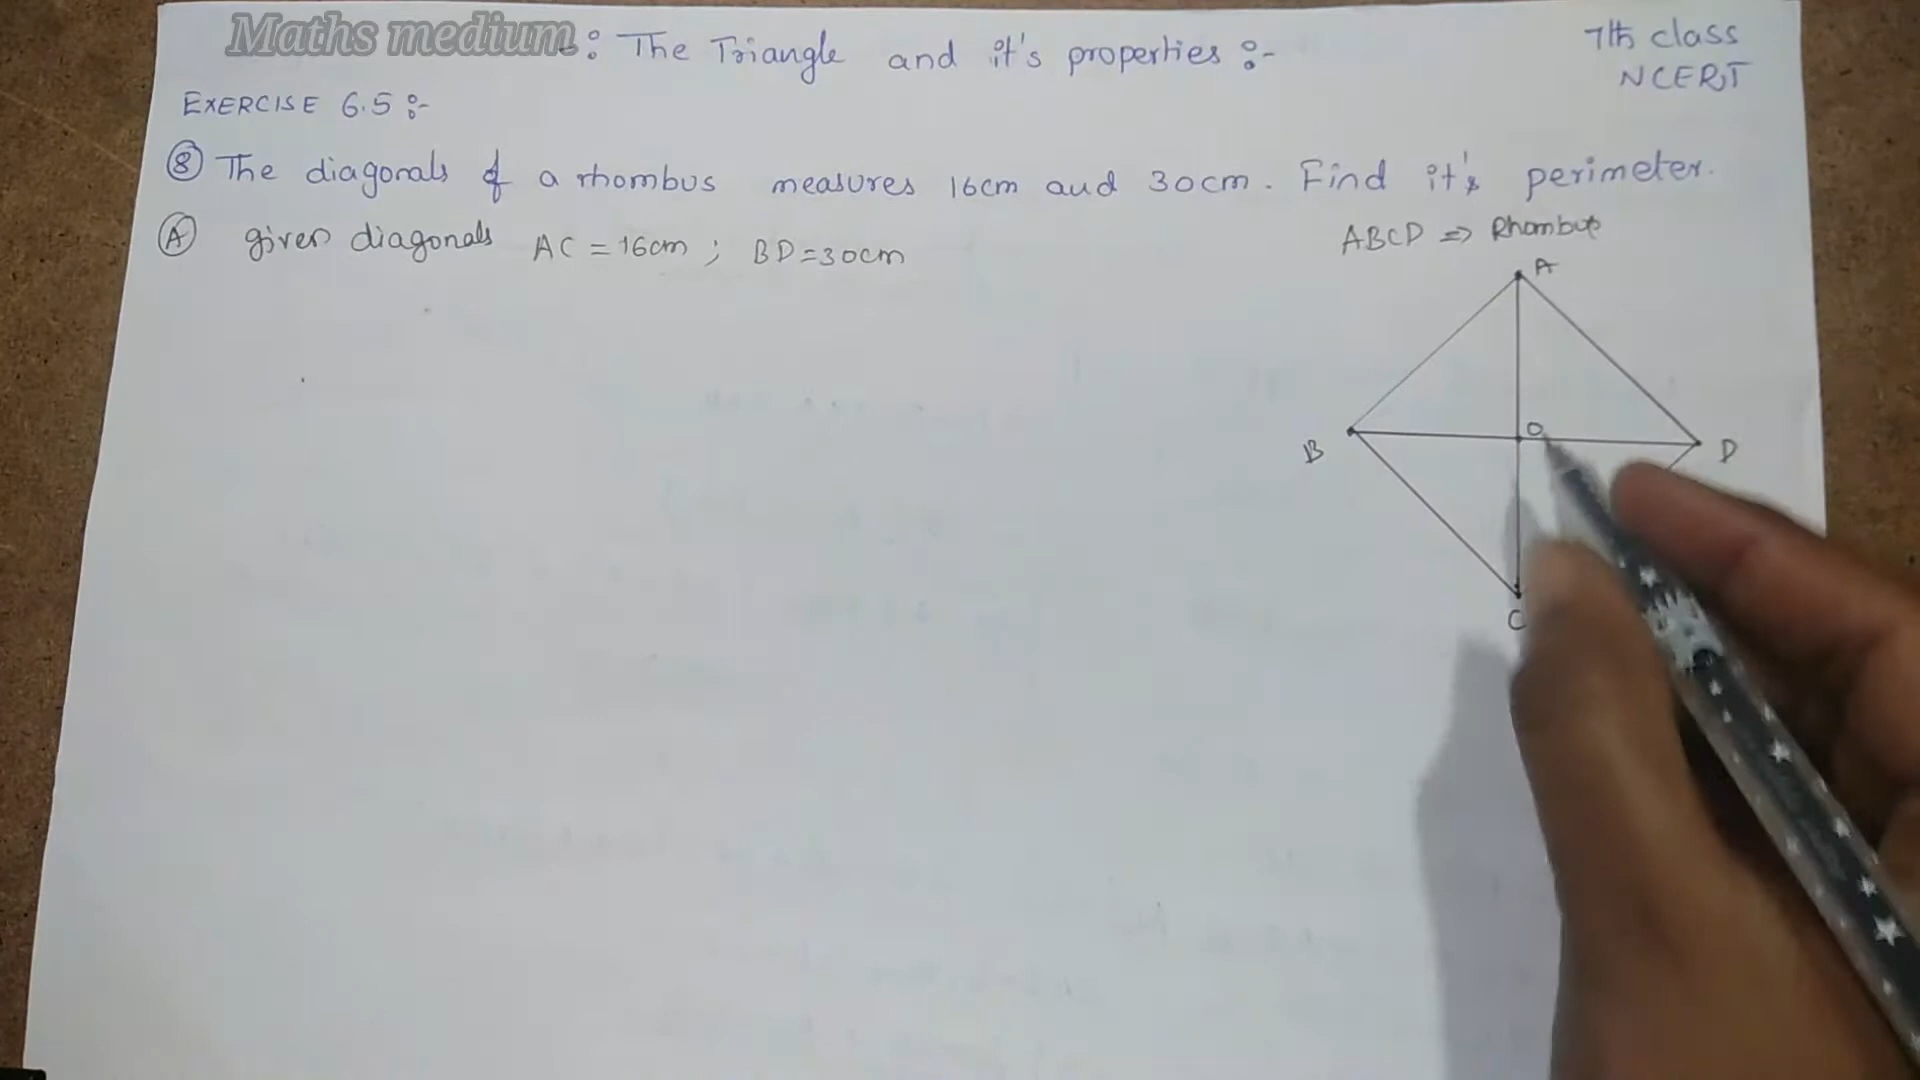 Maths medium -: The Triangle and it's properties :-
7th class
NCERT
EXERCISE 6.5 :-
⑧ The diagonals of a rhombus measures 16cm and 30cm. Find it's perimeter.
Ⓐ given diagonals AC = 16cm ; BD = 30cm
ABCD => Rhombus
A
B O D
C